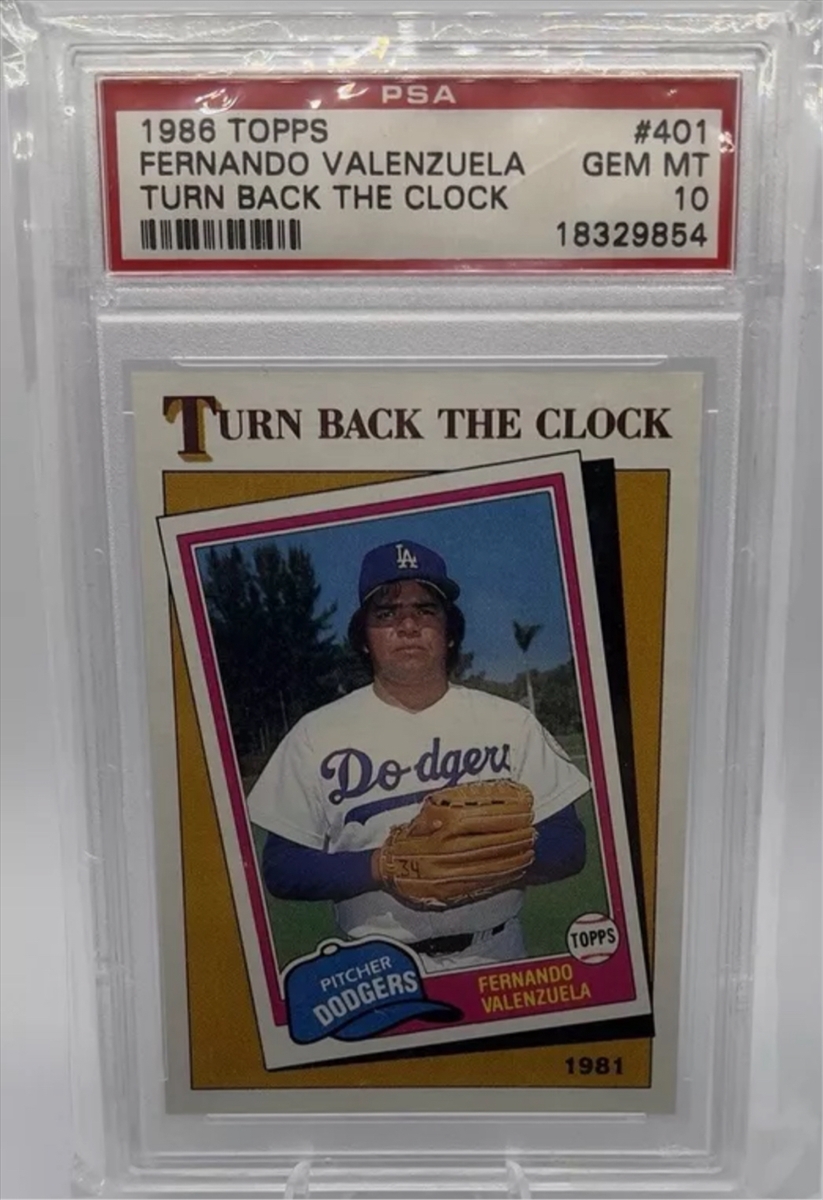 PSA
1986 TOPPS #401
FERNANDO VALENZUELA GEM MT
TURN BACK THE CLOCK 10
18329854
TURN BACK THE CLOCK
LA
Dodgers
34
TOPPS
PITCHER
DODGERS
FERNANDO
VALENZUELA
1981